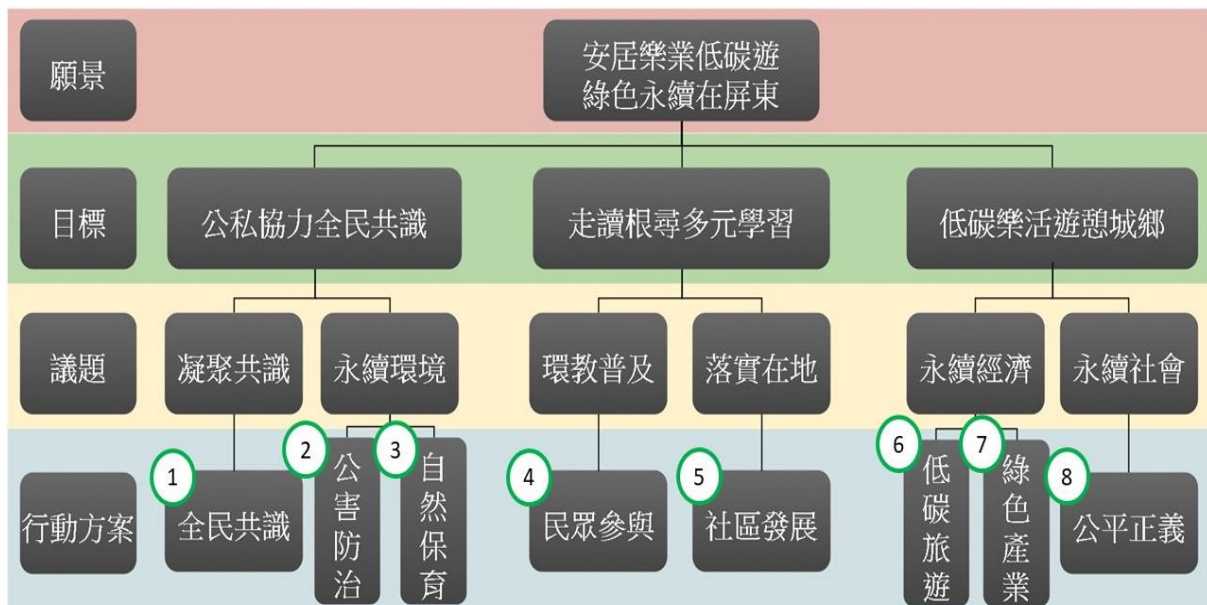 願景
安居樂業低碳遊
綠色永續在屏東
目標
公私協力全民共識
走讀根尋多元學習
低碳樂活遊憩城鄉
議題
凝聚共識
永續環境
環教普及
落實在地
永續經濟
永續社會
行動方案
1
全民共識
2
公害防治
3
自然保育
4
民眾參與
5
社區發展
6
低碳旅遊
7
綠色產業
8
公平正義